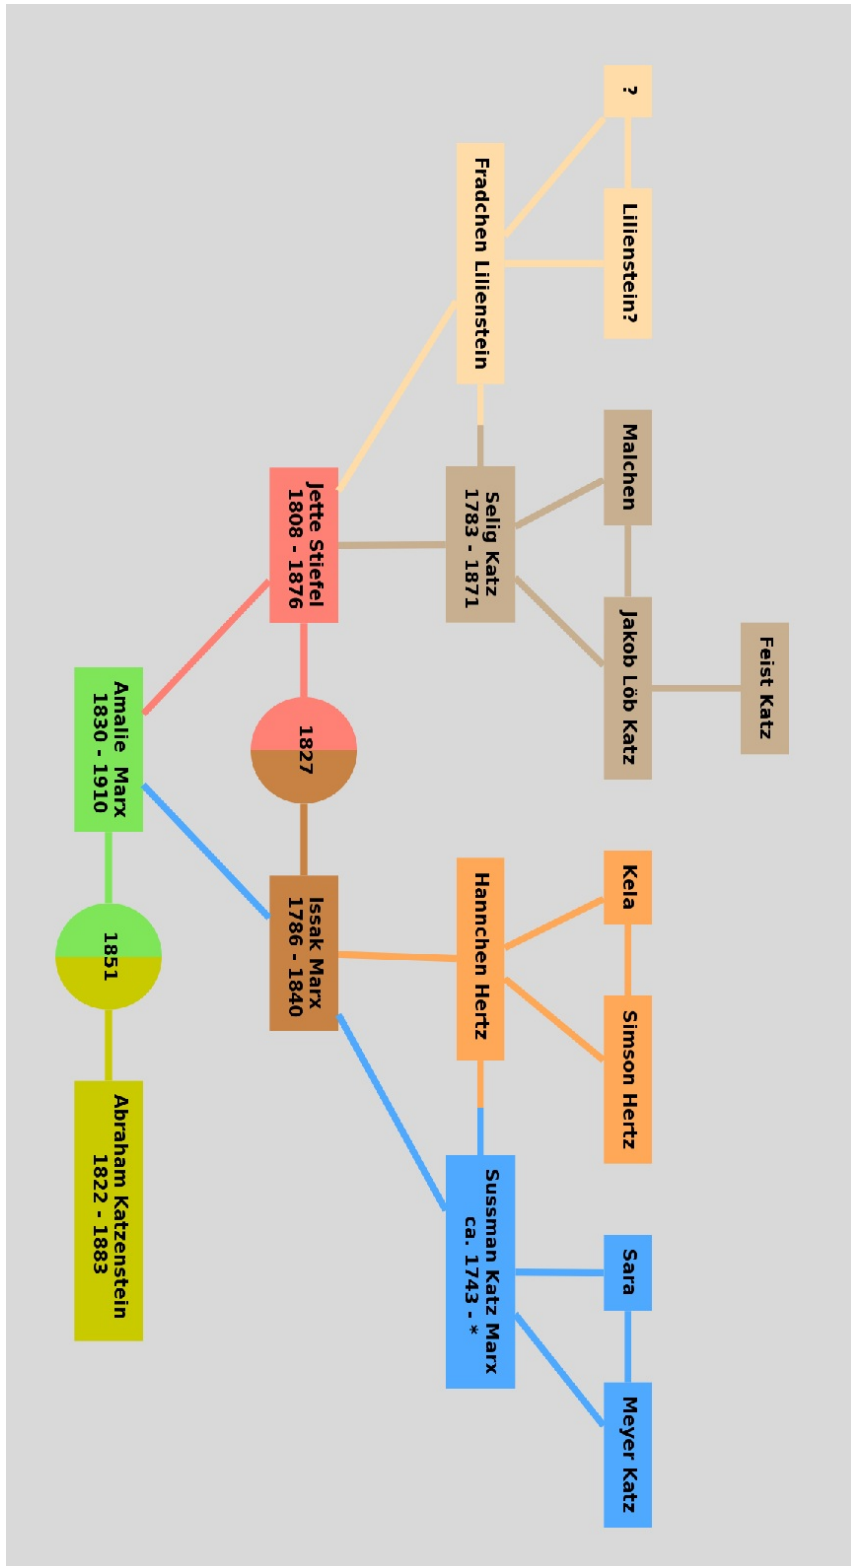 Feist Katz
?
Lilienstein?
Malchen
Jakob Löb Katz
Kela
Simson Hertz
Sara
Meyer Katz
Fradchen Lilienstein
Selig Katz
1783 - 1871
Hannchen Hertz
Sussman Katz Marx
ca. 1743 - *
Jette Stiefel
1808 - 1876
1827
Issak Marx
1786 - 1840
Amalie Marx
1830 - 1910
1851
Abraham Katzenstein
1822 - 1883